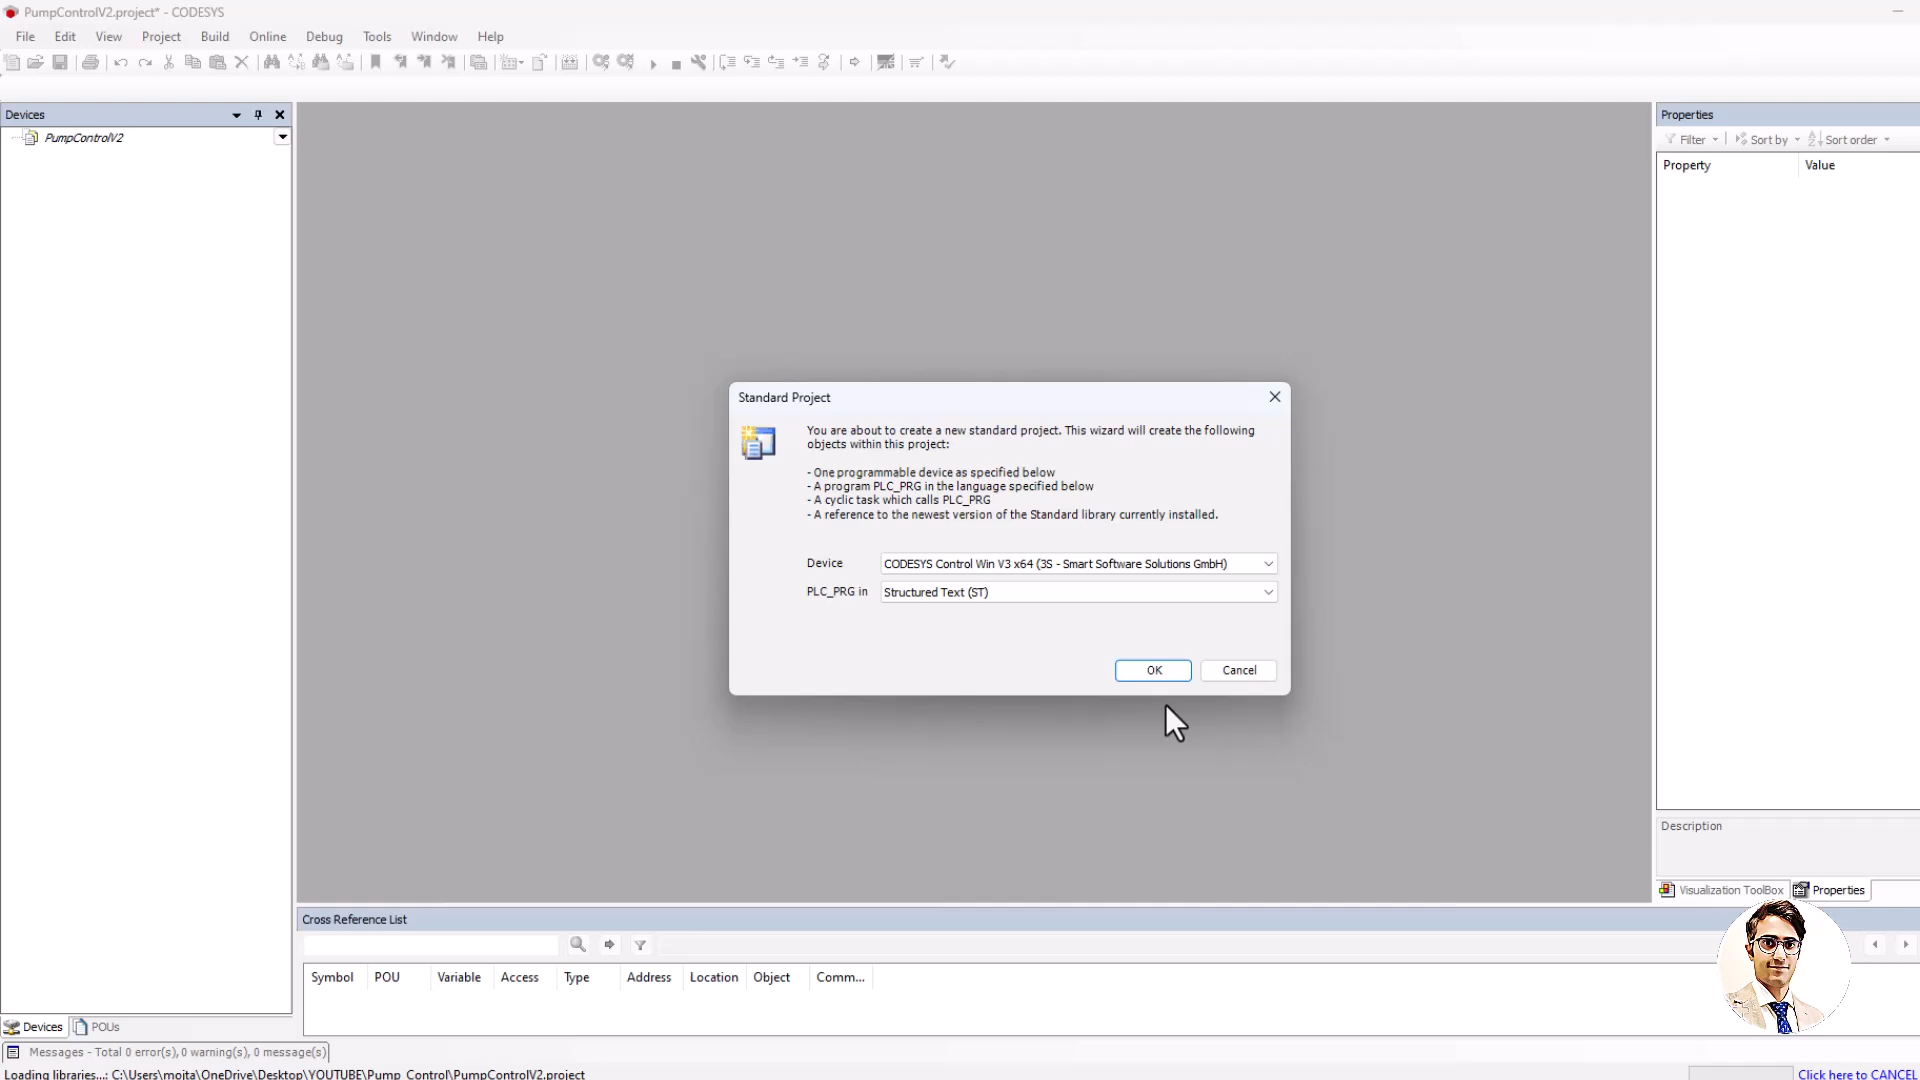 PumpControlV2.project* - CODESYS
File Edit View Project Build Online Debug Tools Window Help
Devices
PumpControlV2
Properties
Filter Sort by Sort order
Property Value
Standard Project
You are about to create a new standard project. This wizard will create the following
objects within this project:
- One programmable device as specified below
- A program PLC_PRG in the language specified below
- A cyclic task which calls PLC_PRG
- A reference to the newest version of the Standard library currently installed.
Device CODESYS Control Win V3 x64 (3S - Smart Software Solutions GmbH)
PLC_PRG in Structured Text (ST)
OK Cancel
Description
Visualization ToolBox Properties
Cross Reference List
Symbol POU Variable Access Type Address Location Object Comm...
Devices POUs
Messages - Total 0 error(s), 0 warning(s), 0 message(s)
Loading libraries...: C:\Users\mojta\OneDrive\Desktop\YOUTUBE\Pump_Control\PumpControlV2.project
Click here to CANCEL